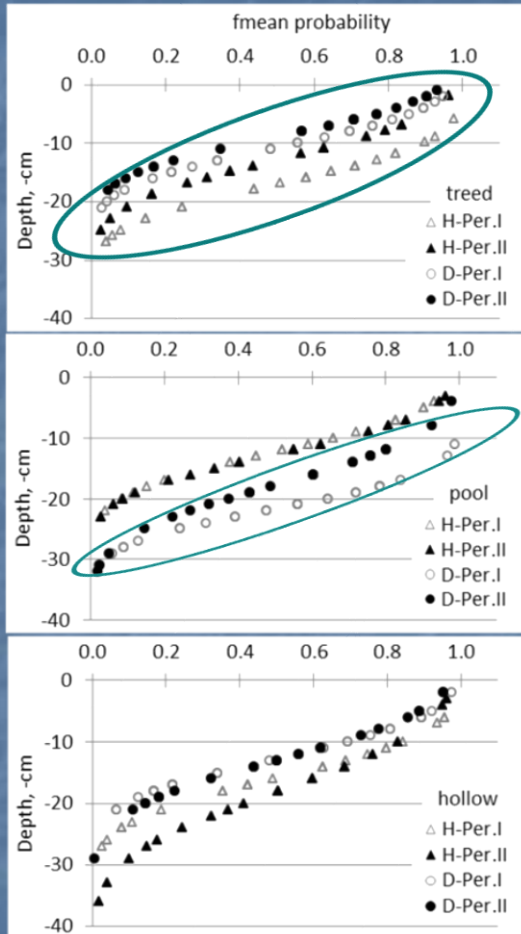 fmean probability
0.0 0.2 0.4 0.6 0.8 1.0
Depth, -cm
0
-10
-20
-30
-40
treed
H-Per.I
H-Per.II
D-Per.I
D-Per.II
0.0 0.2 0.4 0.6 0.8 1.0
Depth, -cm
0
-10
-20
-30
-40
pool
H-Per.I
H-Per.II
D-Per.I
D-Per.II
0.0 0.2 0.4 0.6 0.8 1.0
Depth, -cm
0
-10
-20
-30
-40
hollow
H-Per.I
H-Per.II
D-Per.I
D-Per.II